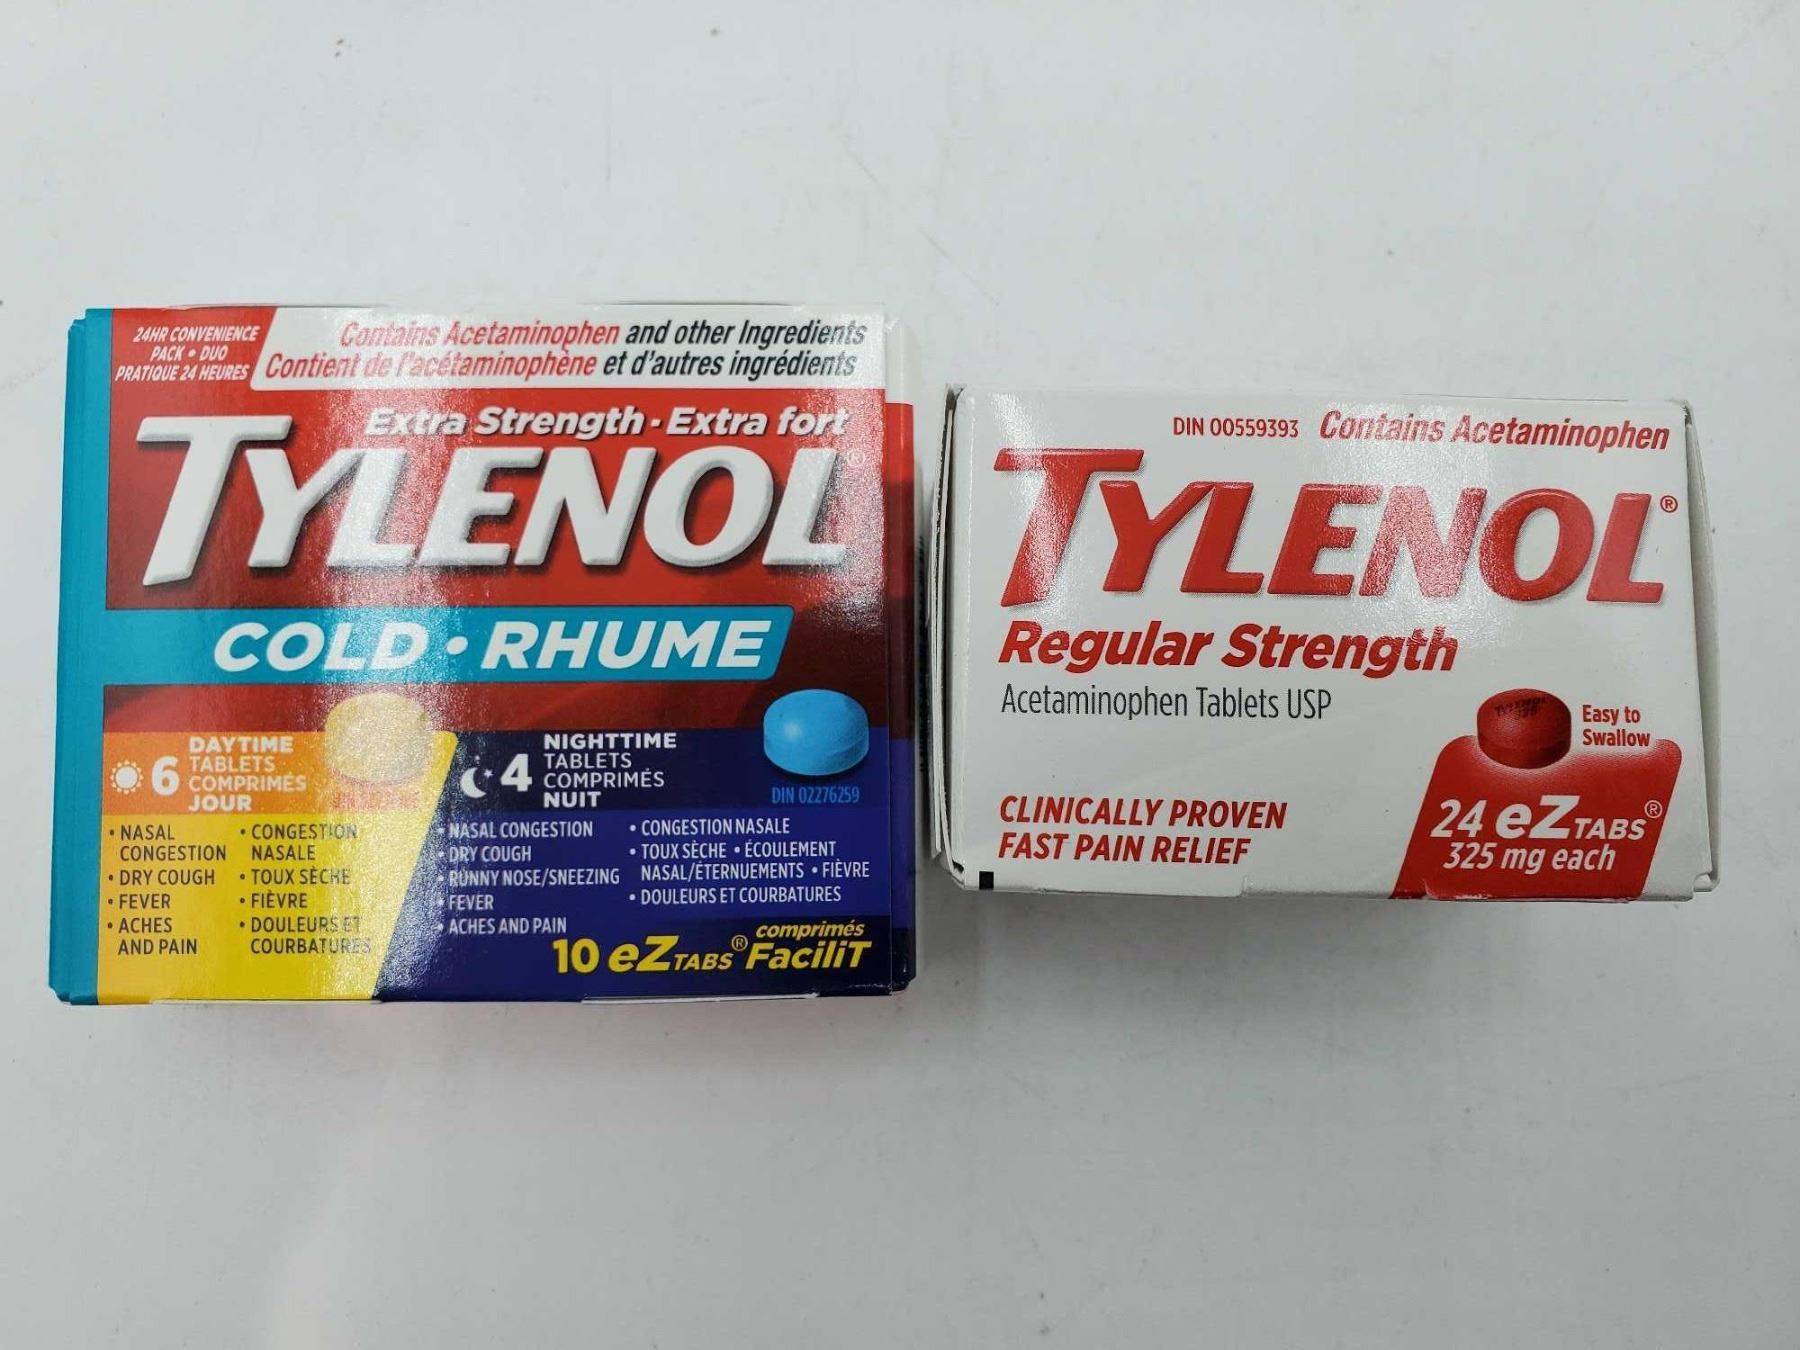 24HR CONVENIENCE
PACK • DUO
PRATIQUE 24 HEURES
Contains Acetaminophen and other Ingredients
Contient de l'acétaminophène et d'autres ingrédients
Extra Strength · Extra fort
TYLENOL®
COLD • RHUME
6 DAYTIME
TABLETS
COMPRIMÉS
JOUR
4 NIGHTTIME
TABLETS
COMPRIMÉS
NUIT
DIN 02276259
• NASAL
CONGESTION
• DRY COUGH
• FEVER
• ACHES
AND PAIN
• CONGESTION
NASALE
• TOUX SÈCHE
• FIÈVRE
• DOULEURS ET
COURBATURES
• NASAL CONGESTION
• DRY COUGH
• RUNNY NOSE/SNEEZING
• FEVER
• ACHES AND PAIN
• CONGESTION NASALE
• TOUX SÈCHE • ÉCOULEMENT
NASAL/ÉTERNUEMENTS • FIÈVRE
• DOULEURS ET COURBATURES
10 eZTABS® comprimés FaciliT
DIN 00559393 Contains Acetaminophen
TYLENOL®
Regular Strength
Acetaminophen Tablets USP
TYLENOL
325
Easy to
Swallow
CLINICALLY PROVEN
FAST PAIN RELIEF
24 eZTABS®
325 mg each